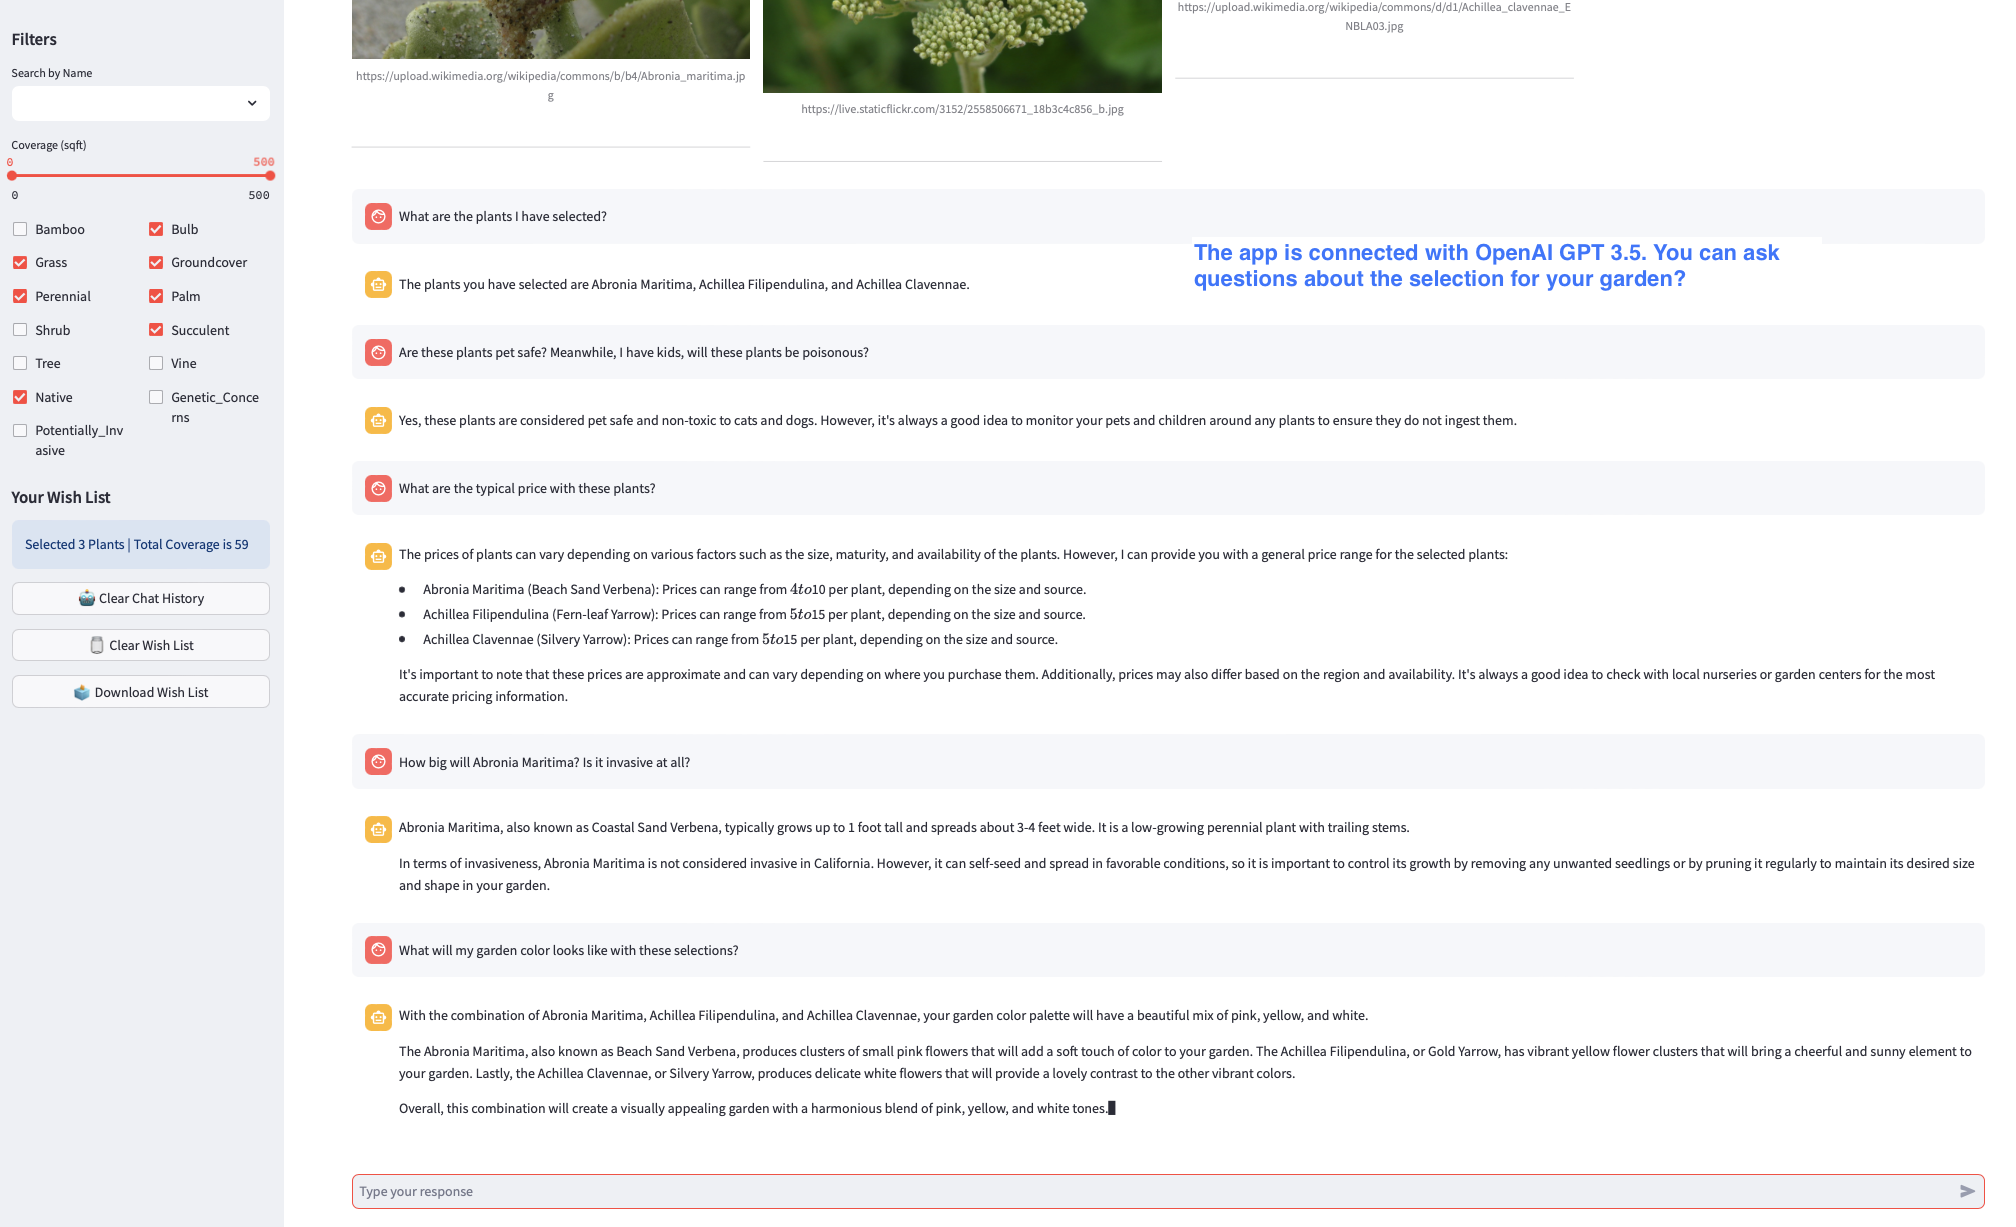 Filters
Search by Name
Coverage (sqft)
0 500
0 500
Bamboo
Bulb
Grass
Groundcover
Perennial
Palm
Shrub
Succulent
Tree
Vine
Native
Genetic_Conce
rns
Potentially_Inv
asive
Your Wish List
Selected 3 Plants | Total Coverage is 59
Clear Chat History
Clear Wish List
Download Wish List
https://upload.wikimedia.org/wikipedia/commons/b/b4/Abronia_maritima.jp
g
https://live.staticflickr.com/3152/2558506671_18b3c4c856_b.jpg
https://upload.wikimedia.org/wikipedia/commons/d/d1/Achillea_clavennae_E
NBLA03.jpg
What are the plants I have selected?
The app is connected with OpenAI GPT 3.5. You can ask
questions about the selection for your garden?
The plants you have selected are Abronia Maritima, Achillea Filipendulina, and Achillea Clavennae.
Are these plants pet safe? Meanwhile, I have kids, will these plants be poisonous?
Yes, these plants are considered pet safe and non-toxic to cats and dogs. However, it's always a good idea to monitor your pets and children around any plants to ensure they do not ingest them.
What are the typical price with these plants?
The prices of plants can vary depending on various factors such as the size, maturity, and availability of the plants. However, I can provide you with a general price range for the selected plants:
• Abronia Maritima (Beach Sand Verbena): Prices can range from 4to10 per plant, depending on the size and source.
• Achillea Filipendulina (Fern-leaf Yarrow): Prices can range from 5to15 per plant, depending on the size and source.
• Achillea Clavennae (Silvery Yarrow): Prices can range from 5to15 per plant, depending on the size and source.
It's important to note that these prices are approximate and can vary depending on where you purchase them. Additionally, prices may also differ based on the region and availability. It's always a good idea to check with local nurseries or garden centers for the most
accurate pricing information.
How big will Abronia Maritima? Is it invasive at all?
Abronia Maritima, also known as Coastal Sand Verbena, typically grows up to 1 foot tall and spreads about 3-4 feet wide. It is a low-growing perennial plant with trailing stems.
In terms of invasiveness, Abronia Maritima is not considered invasive in California. However, it can self-seed and spread in favorable conditions, so it is important to control its growth by removing any unwanted seedlings or by pruning it regularly to maintain its desired size
and shape in your garden.
What will my garden color looks like with these selections?
With the combination of Abronia Maritima, Achillea Filipendulina, and Achillea Clavennae, your garden color palette will have a beautiful mix of pink, yellow, and white.
The Abronia Maritima, also known as Beach Sand Verbena, produces clusters of small pink flowers that will add a soft touch of color to your garden. The Achillea Filipendulina, or Gold Yarrow, has vibrant yellow flower clusters that will bring a cheerful and sunny element to
your garden. Lastly, the Achillea Clavennae, or Silvery Yarrow, produces delicate white flowers that will provide a lovely contrast to the other vibrant colors.
Overall, this combination will create a visually appealing garden with a harmonious blend of pink, yellow, and white tones.
Type your response